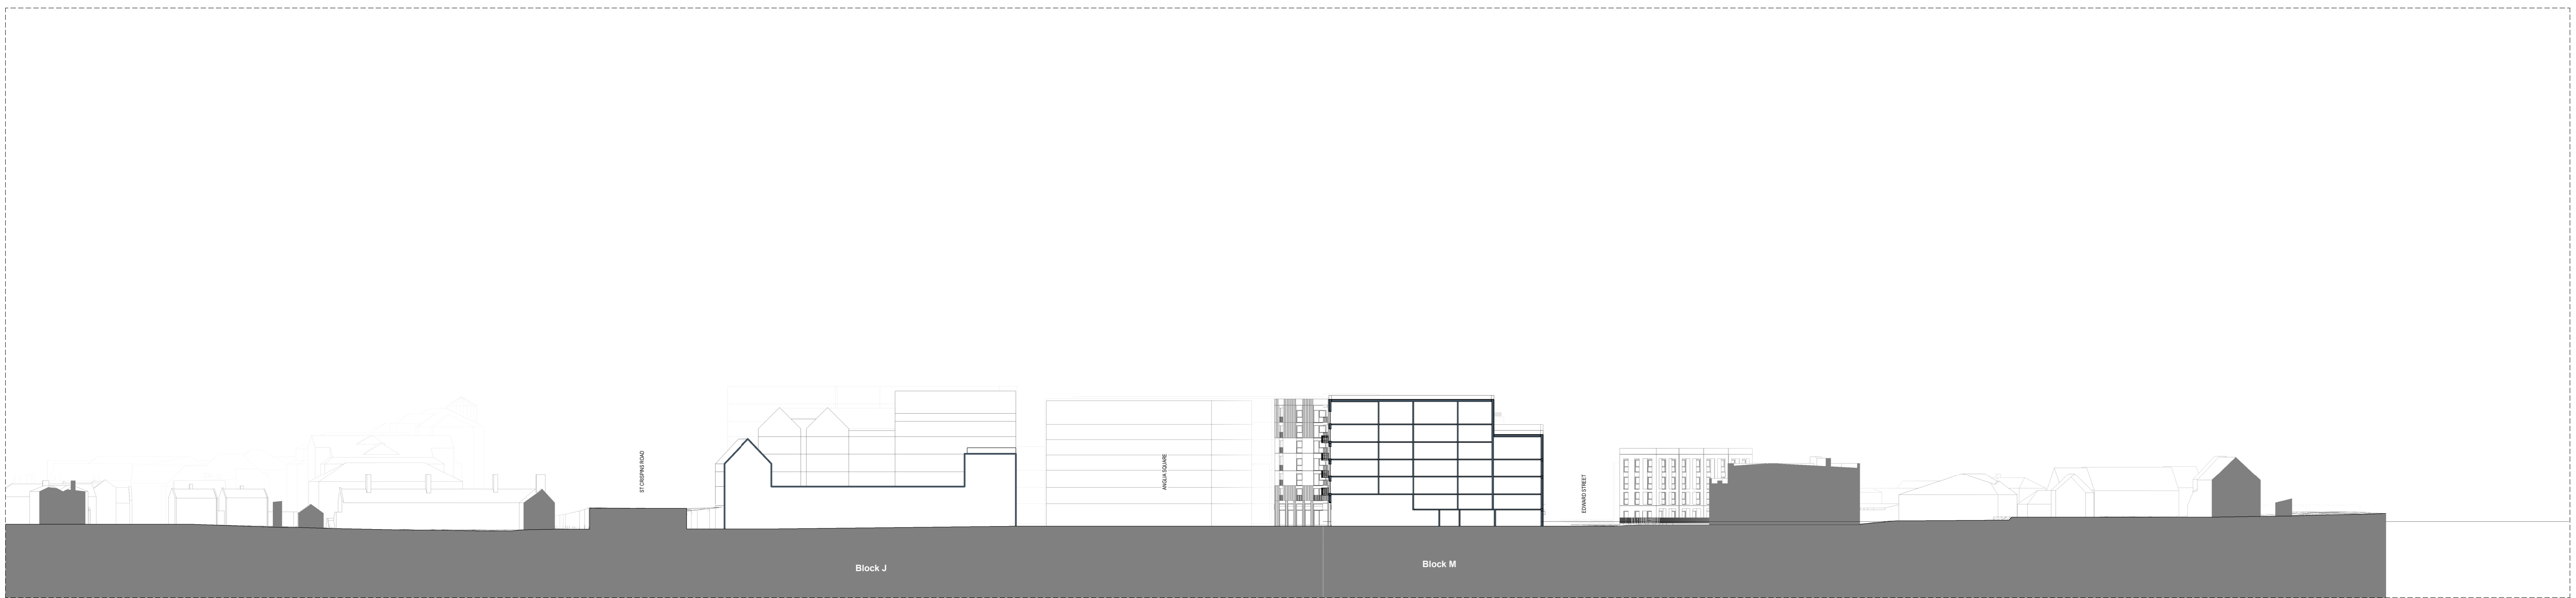 ST CRISPINS ROAD
ANGLIA SQUARE
EDWARD STREET
Block J
Block M